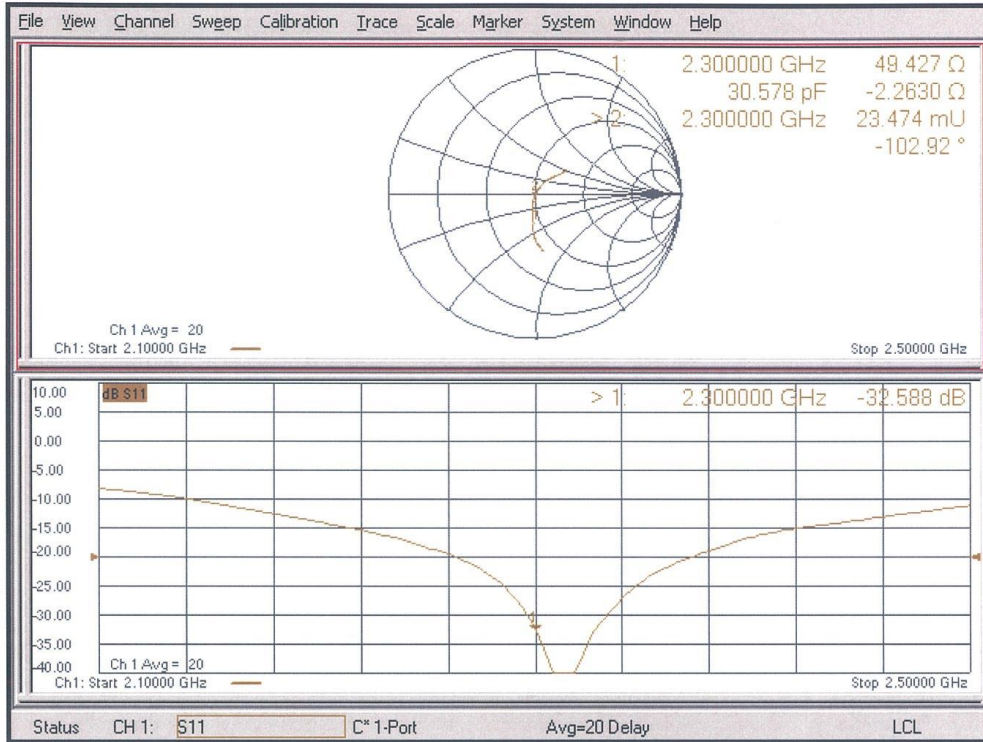 File View Channel Sweep Calibration Trace Scale Marker System Window Help
1: 2.300000 GHz 49.427 Ω
30.578 pF -2.2630 Ω
> 2: 2.300000 GHz 23.474 mU
-102.92 °
Ch 1 Avg = 20
Ch1: Start 2.10000 GHz Stop 2.50000 GHz
10.00 dB S11 > 1: 2.300000 GHz -32.588 dB
5.00
0.00
-5.00
-10.00
-15.00
-20.00
-25.00
-30.00
-35.00
-40.00
Ch 1 Avg = 20
Ch1: Start 2.10000 GHz Stop 2.50000 GHz
Status CH 1: S11 C* 1-Port Avg=20 Delay LCL